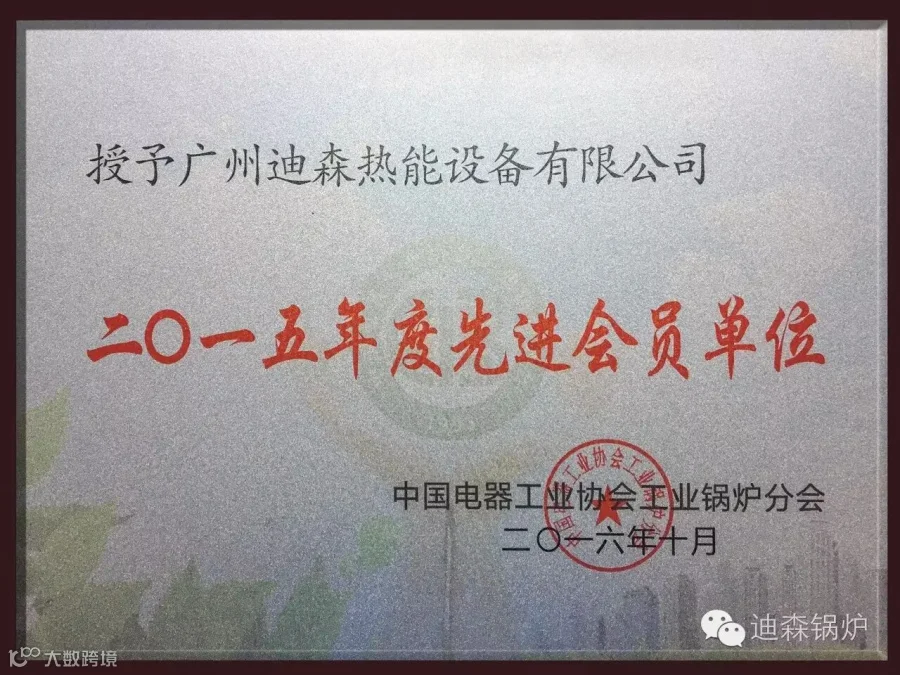 授予广州迪森热能设备有限公司
二〇一五年度先进会员单位
中国电器工业协会工业锅炉分会
二〇一六年十月
迪森锅炉
大数跨境